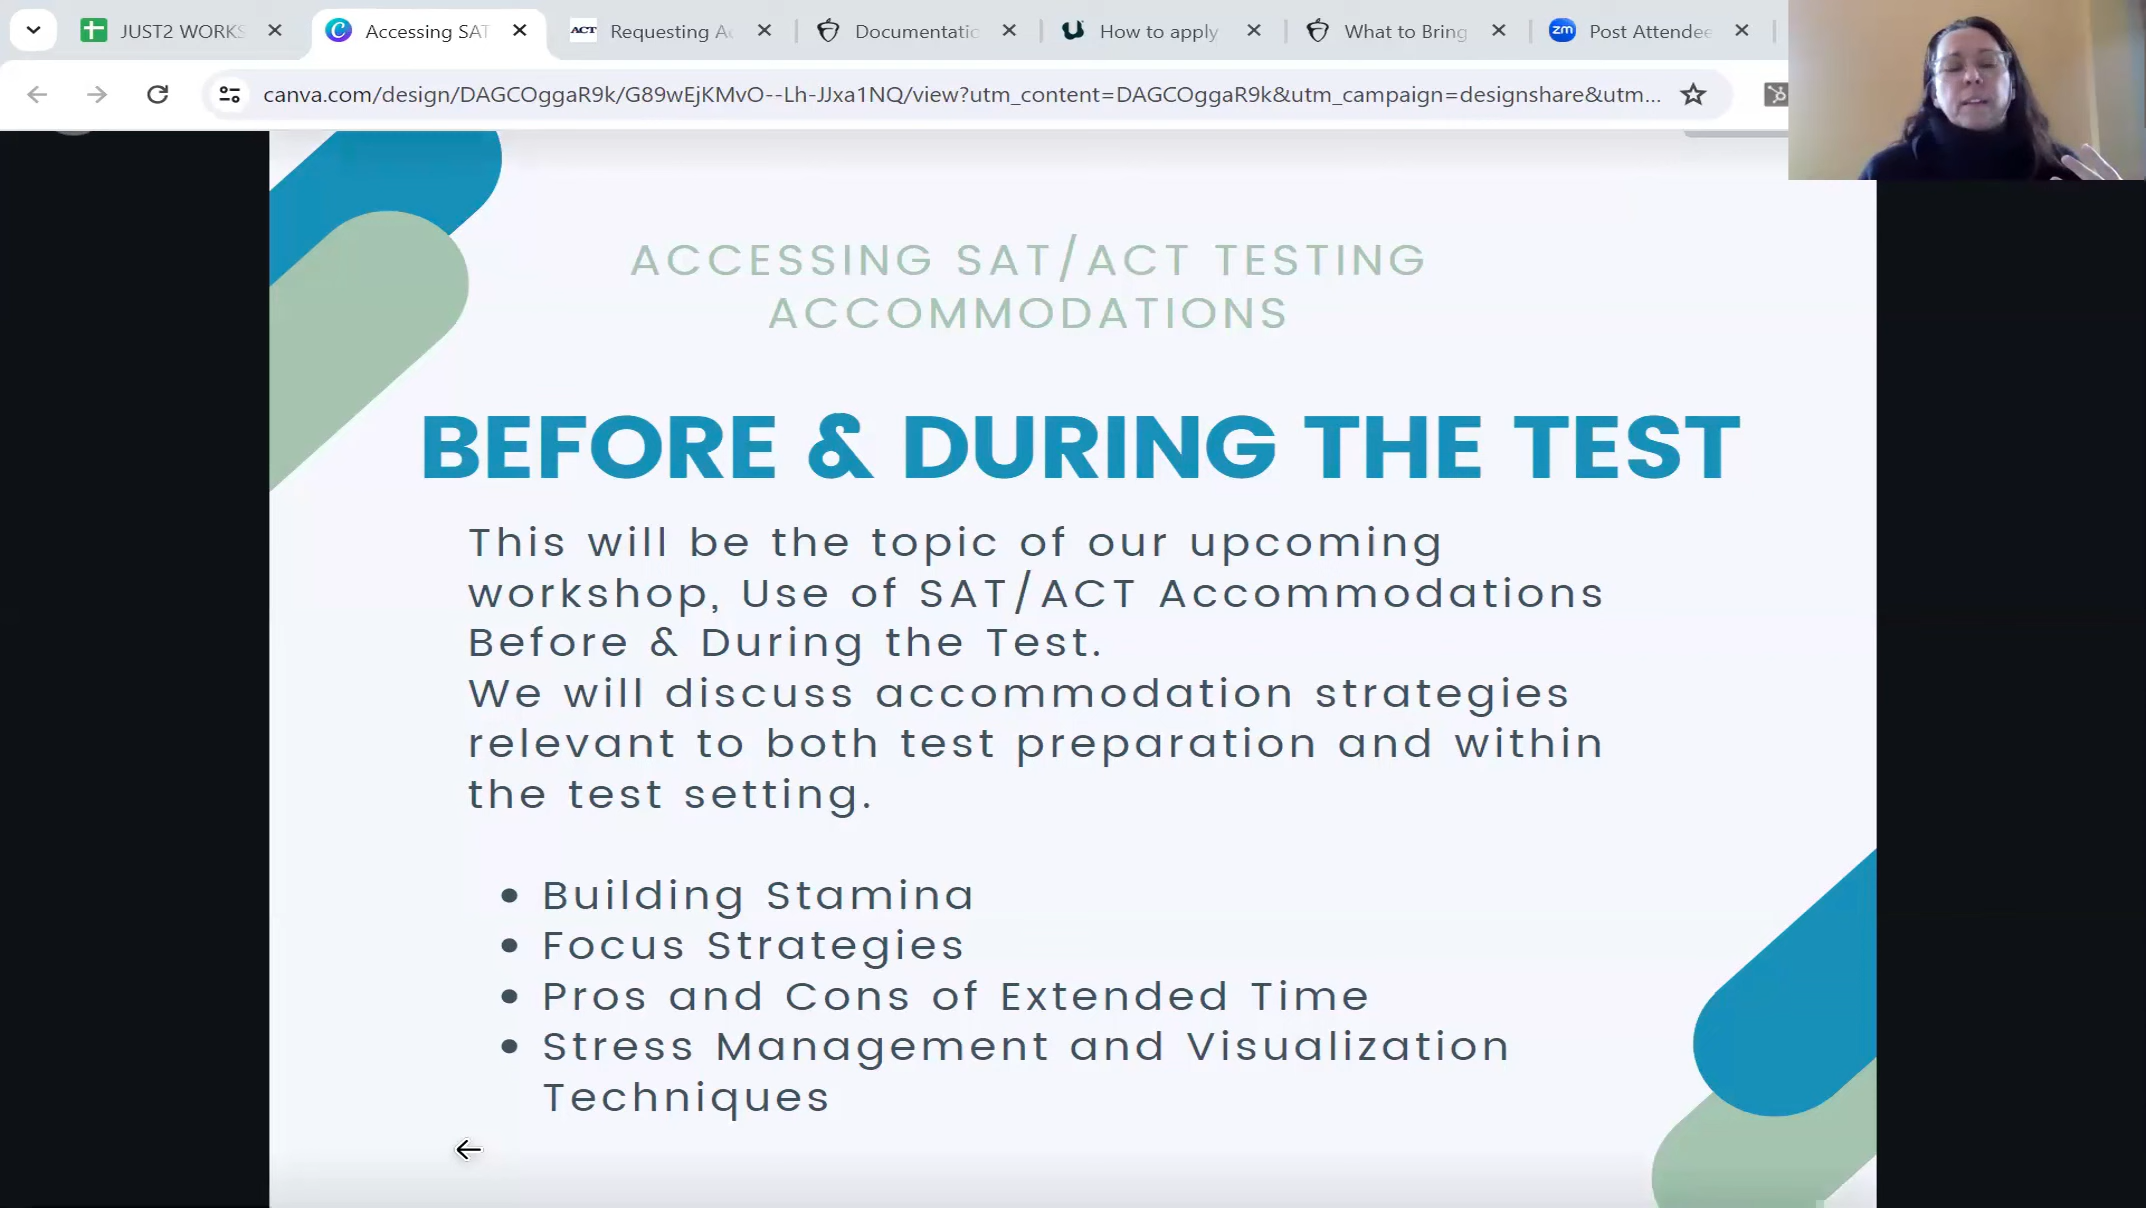 JUST2 WORKS
Accessing SAT
ACT
Requesting Ac
Documentatio
How to apply
What to Bring
zm
Post Attendee
canva.com/design/DAGCOggaR9k/G89wEjKMvO--Lh-JJxa1NQ/view?utm_content=DAGCOggaR9k&utm_campaign=designshare&utm...
ACCESSING SAT/ACT TESTING
ACCOMMODATIONS
BEFORE & DURING THE TEST
This will be the topic of our upcoming
workshop, Use of SAT/ACT Accommodations
Before & During the Test.
We will discuss accommodation strategies
relevant to both test preparation and within
the test setting.
• Building Stamina
• Focus Strategies
• Pros and Cons of Extended Time
• Stress Management and Visualization
Techniques